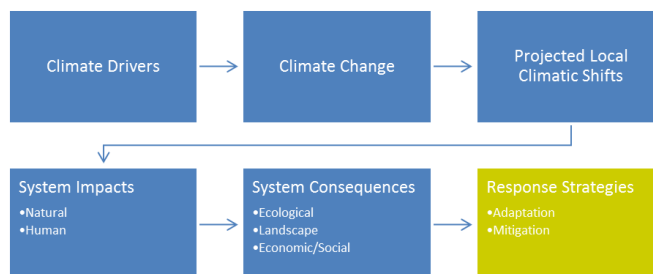 Climate Drivers
Climate Change
Projected Local
Climatic Shifts
System Impacts
•Natural
•Human
System Consequences
•Ecological
•Landscape
•Economic/Social
Response Strategies
•Adaptation
•Mitigation